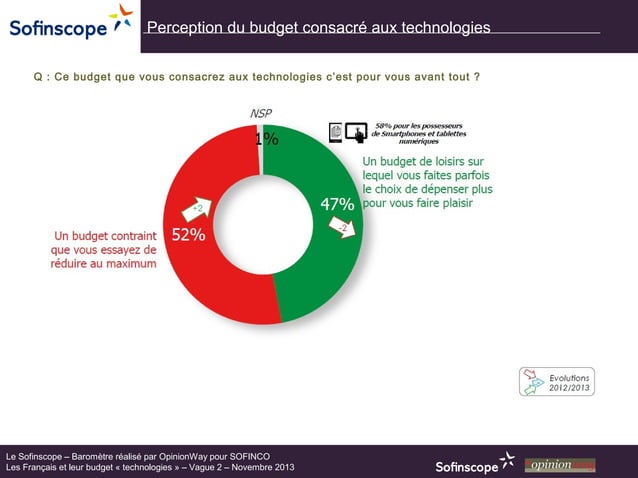 Sofinscope
Perception du budget consacré aux technologies
Q : Ce budget que vous consacrez aux technologies c'est pour vous avant tout ?
NSP
1%
58% pour les possesseurs
de Smartphones et tablettes
numériques
Un budget de loisirs sur
lequel vous faites parfois
le choix de dépenser plus
pour vous faire plaisir
47%
-2
-2
52%
Un budget contraint
que vous essayez de
réduire au maximum
Evolutions
2012/2013
Le Sofinscope – Baromètre réalisé par OpinionWay pour SOFINCO
Les Français et leur budget « technologies » – Vague 2 – Novembre 2013
Sofinscope
opinionway